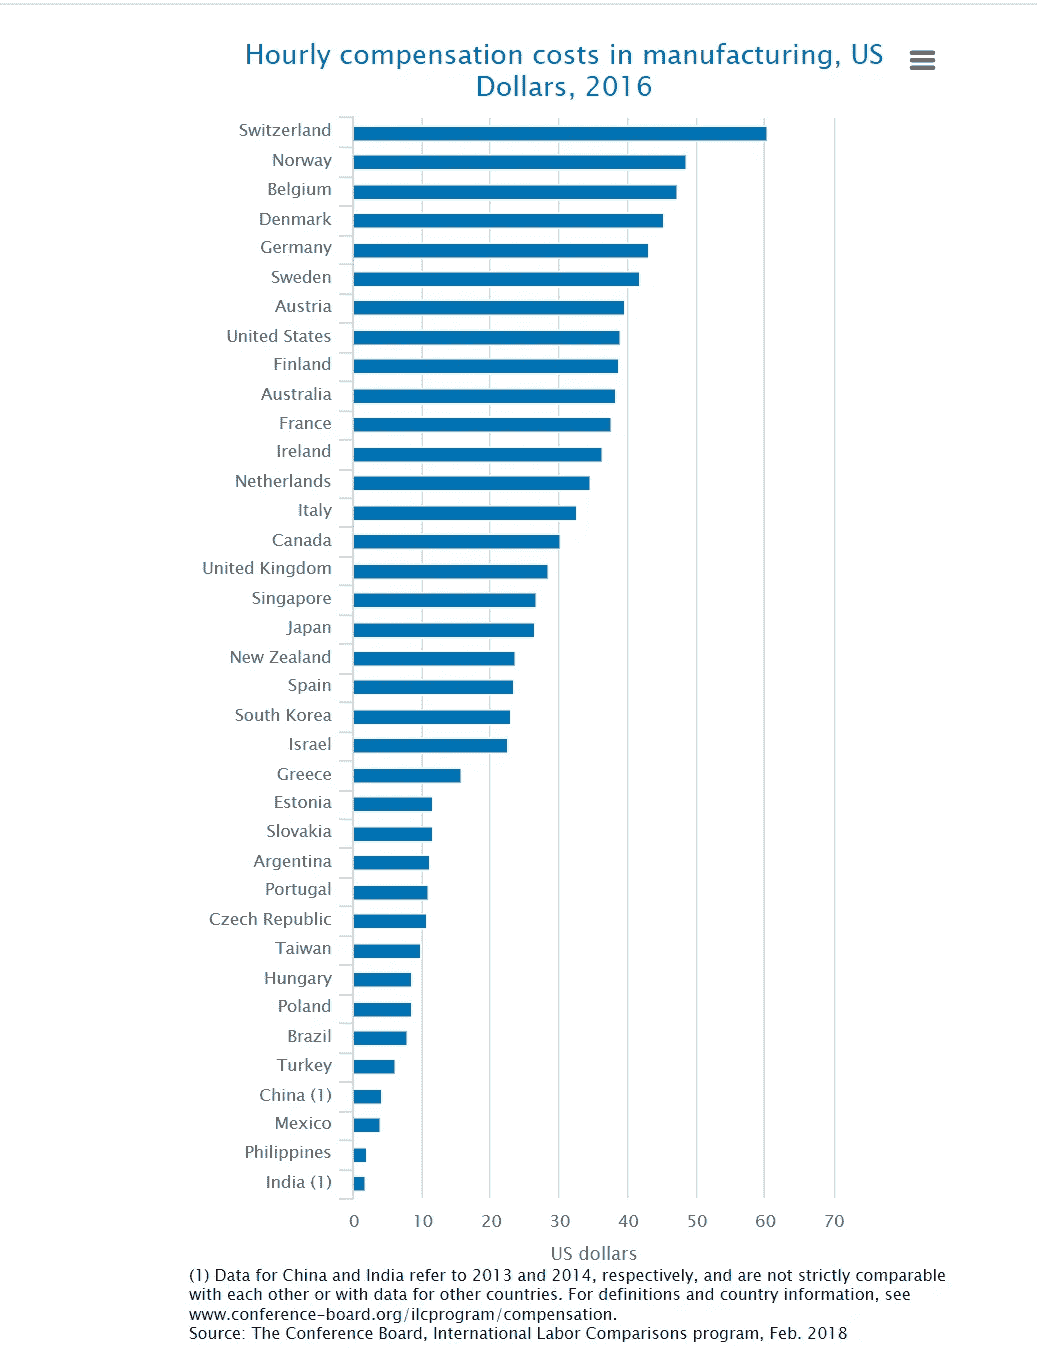 Hourly compensation costs in manufacturing, US
Dollars, 2016
Switzerland
Norway
Belgium
Denmark
Germany
Sweden
Austria
United States
Finland
Australia
France
Ireland
Netherlands
Italy
Canada
United Kingdom
Singapore
Japan
New Zealand
Spain
South Korea
Israel
Greece
Estonia
Slovakia
Argentina
Portugal
Czech Republic
Taiwan
Hungary
Poland
Brazil
Turkey
China (1)
Mexico
Philippines
India (1)
0 10 20 30 40 50 60 70
US dollars
(1) Data for China and India refer to 2013 and 2014, respectively, and are not strictly comparable
with each other or with data for other countries. For definitions and country information, see
www.conference-board.org/ilcprogram/compensation.
Source: The Conference Board, International Labor Comparisons program, Feb. 2018